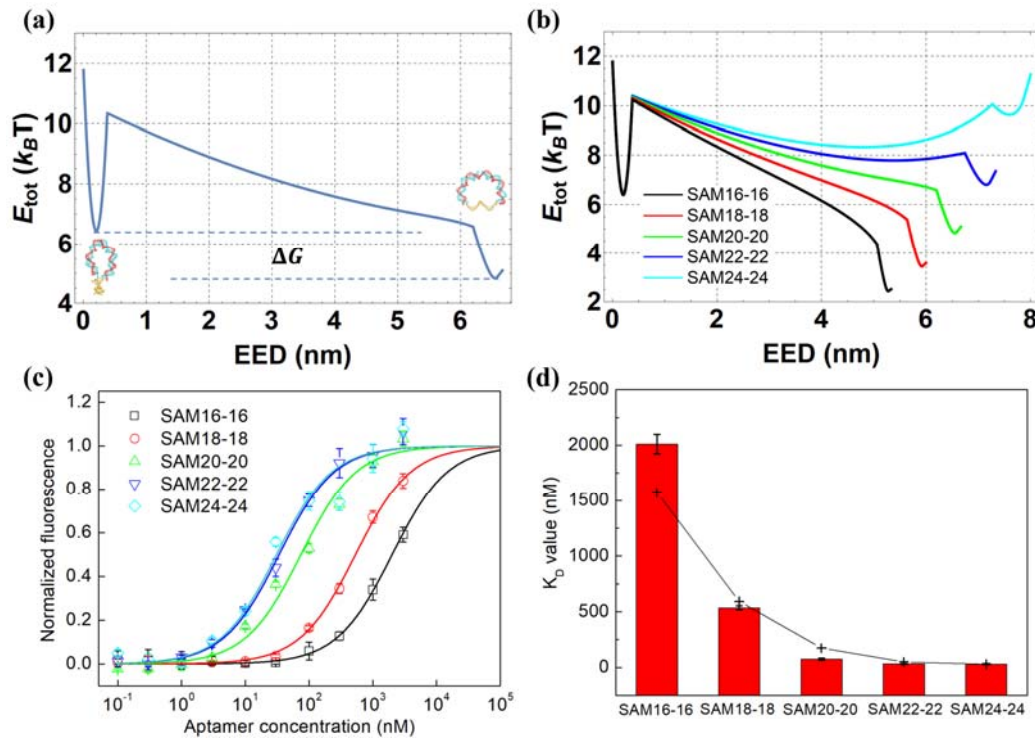 (a)
12
10
8
6
4
E_tot (k_BT)
ΔG
0 1 2 3 4 5 6
EED (nm)
(b)
12
10
8
6
4
2
E_tot (k_BT)
SAM16-16
SAM18-18
SAM20-20
SAM22-22
SAM24-24
0 2 4 6 8
EED (nm)
(c)
1.2
1.0
0.8
0.6
0.4
0.2
0.0
Normalized fluorescence
SAM16-16
SAM18-18
SAM20-20
SAM22-22
SAM24-24
10^-1 10^0 10^1 10^2 10^3 10^4 10^5
Aptamer concentration (nM)
(d)
2500
2000
1500
1000
500
0
K_D value (nM)
SAM16-16 SAM18-18 SAM20-20 SAM22-22 SAM24-24